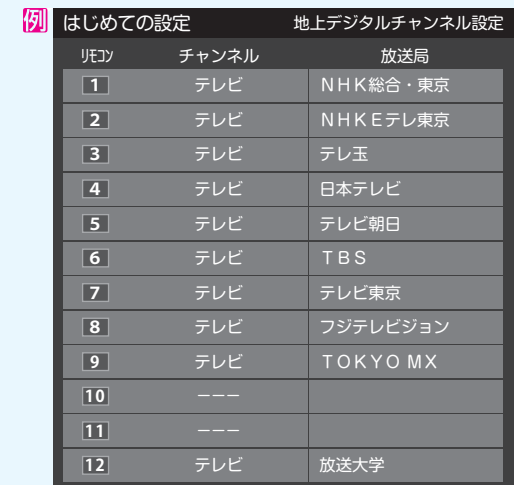 例
はじめての設定 地上デジタルチャンネル設定
リモコン チャンネル 放送局
1 テレビ ＮＨＫ総合・東京
2 テレビ ＮＨＫＥテレ東京
3 テレビ テレ玉
4 テレビ 日本テレビ
5 テレビ テレビ朝日
6 テレビ ＴＢＳ
7 テレビ テレビ東京
8 テレビ フジテレビジョン
9 テレビ ＴＯＫＹＯ ＭＸ
10 −−−
11 −−−
12 テレビ 放送大学